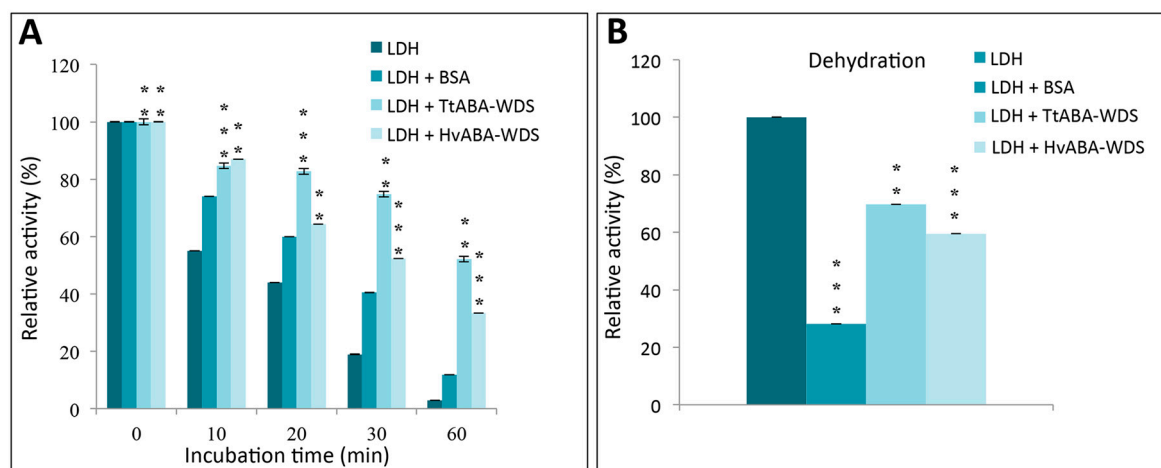 A
LDH
LDH + BSA
LDH + TtABA-WDS
LDH + HvABA-WDS
Relative activity (%)
120
100
80
60
40
20
0
* *
* *
* * *
* *
* * *
* *
* *
* * *
* *
* * *
0 10 20 30 60
Incubation time (min)
B
Dehydration
LDH
LDH + BSA
LDH + TtABA-WDS
LDH + HvABA-WDS
Relative activity (%)
120
100
80
60
40
20
0
* * *
* *
* * *